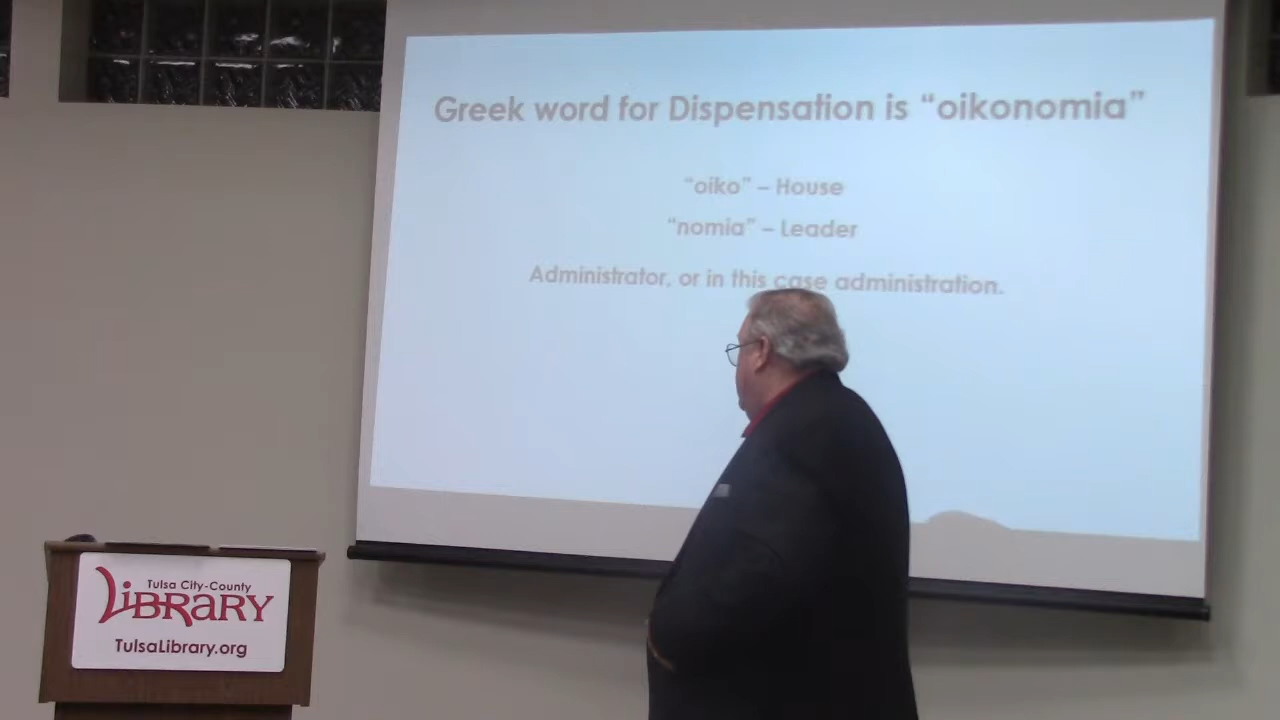 Greek word for Dispensation is “oikonomia”
“oiko” – House
“nomia” – Leader
Administrator, or in this case administration.
Tulsa City-County
LiBRARY
TulsaLibrary.org